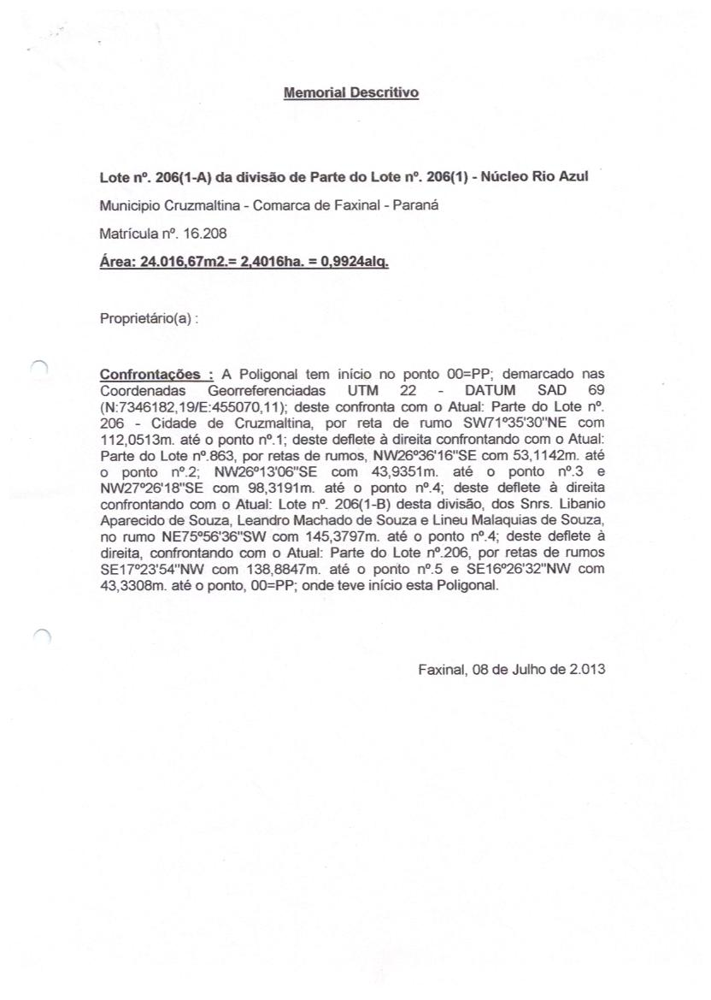 Memorial Descritivo
Lote nº. 206(1-A) da divisão de Parte do Lote nº. 206(1) - Núcleo Rio Azul
Municipio Cruzmaltina - Comarca de Faxinal - Paraná
Matrícula nº. 16.208
Área: 24.016,67m2.= 2,4016ha. = 0,9924alq.
Proprietário(a) :
Confrontações : A Poligonal tem início no ponto 00=PP; demarcado nas
Coordenadas Georreferenciadas UTM 22 - DATUM SAD 69
(N:7346182,19/E:455070,11); deste confronta com o Atual: Parte do Lote nº.
206 - Cidade de Cruzmaltina, por reta de rumo SW71º35'30"NE com
112,0513m. até o ponto nº.1; deste deflete à direita confrontando com o Atual:
Parte do Lote nº.863, por retas de rumos, NW26º36'16"SE com 53,1142m. até
o ponto nº.2; NW26º13'06"SE com 43,9351m. até o ponto nº.3 e
NW27º26'18"SE com 98,3191m. até o ponto nº.4; deste deflete à direita
confrontando com o Atual: Lote nº. 206(1-B) desta divisão, dos Snrs. Libanio
Aparecido de Souza, Leandro Machado de Souza e Lineu Malaquias de Souza,
no rumo NE75º56'36"SW com 145,3797m. até o ponto nº.4; deste deflete à
direita, confrontando com o Atual: Parte do Lote nº.206, por retas de rumos
SE17º23'54"NW com 138,8847m. até o ponto nº.5 e SE16º26'32"NW com
43,3308m. até o ponto, 00=PP; onde teve início esta Poligonal.
Faxinal, 08 de Julho de 2.013